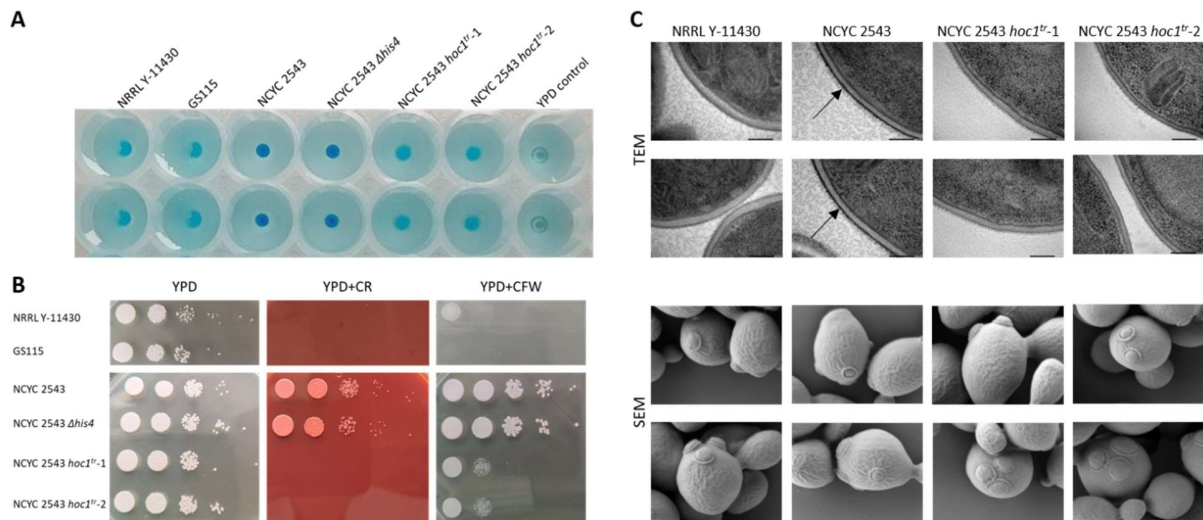 A
NRRL Y-11430
GS115
NCYC 2543
NCYC 2543 Δhis4
NCYC 2543 hoc1tr-1
NCYC 2543 hoc1tr-2
YPD control
B
YPD
YPD+CR
YPD+CFW
NRRL Y-11430
GS115
NCYC 2543
NCYC 2543 Δhis4
NCYC 2543 hoc1tr-1
NCYC 2543 hoc1tr-2
C
NRRL Y-11430
NCYC 2543
NCYC 2543 hoc1tr-1
NCYC 2543 hoc1tr-2
TEM
SEM